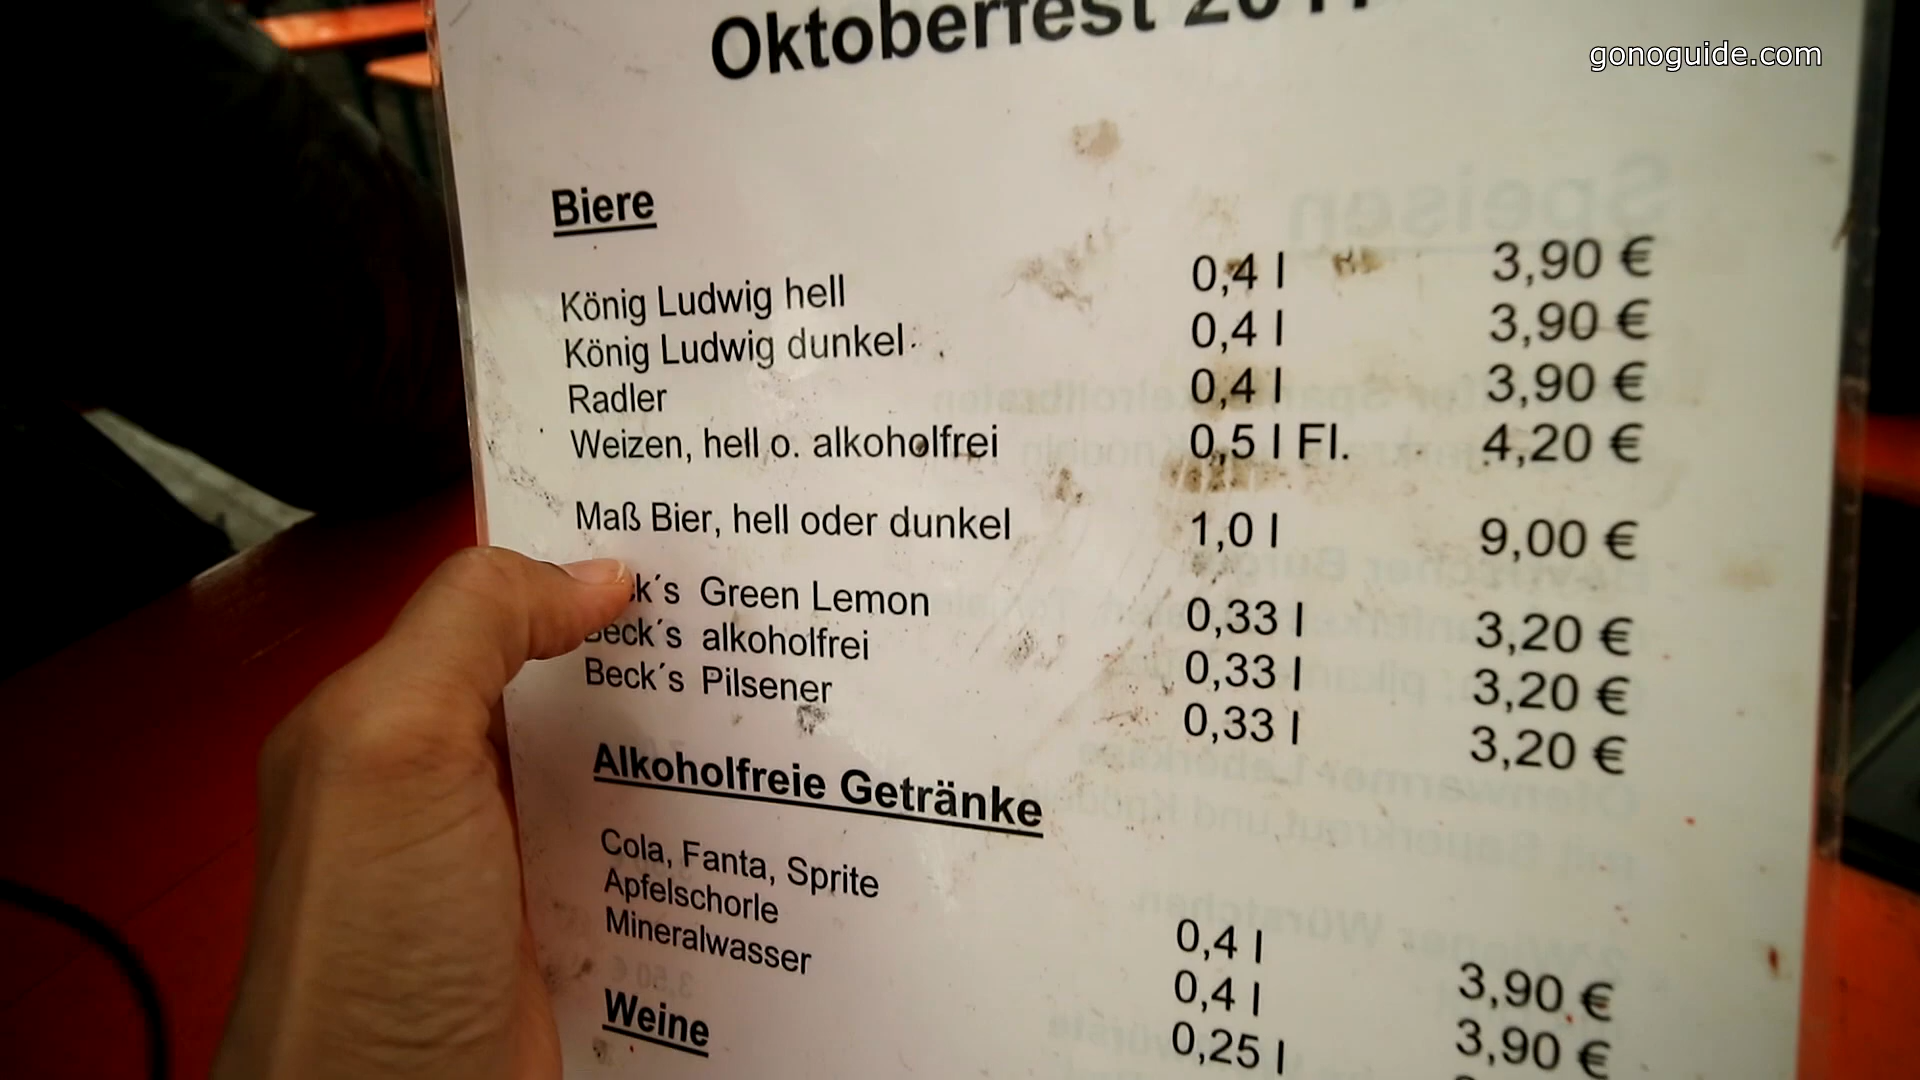 gonoguide.com
Oktoberfest
Biere
König Ludwig hell 0,4 l 3,90 €
König Ludwig dunkel 0,4 l 3,90 €
Radler 0,4 l 3,90 €
Weizen, hell o. alkoholfrei 0,5 l Fl. 4,20 €
Maß Bier, hell oder dunkel 1,0 l 9,00 €
Green Lemon 0,33 l 3,20 €
Beck´s alkoholfrei 0,33 l 3,20 €
Beck´s Pilsener 0,33 l 3,20 €
Alkoholfreie Getränke
Cola, Fanta, Sprite 0,4 l 3,90 €
Apfelschorle 0,4 l 3,90 €
Mineralwasser 0,25 l
Weine